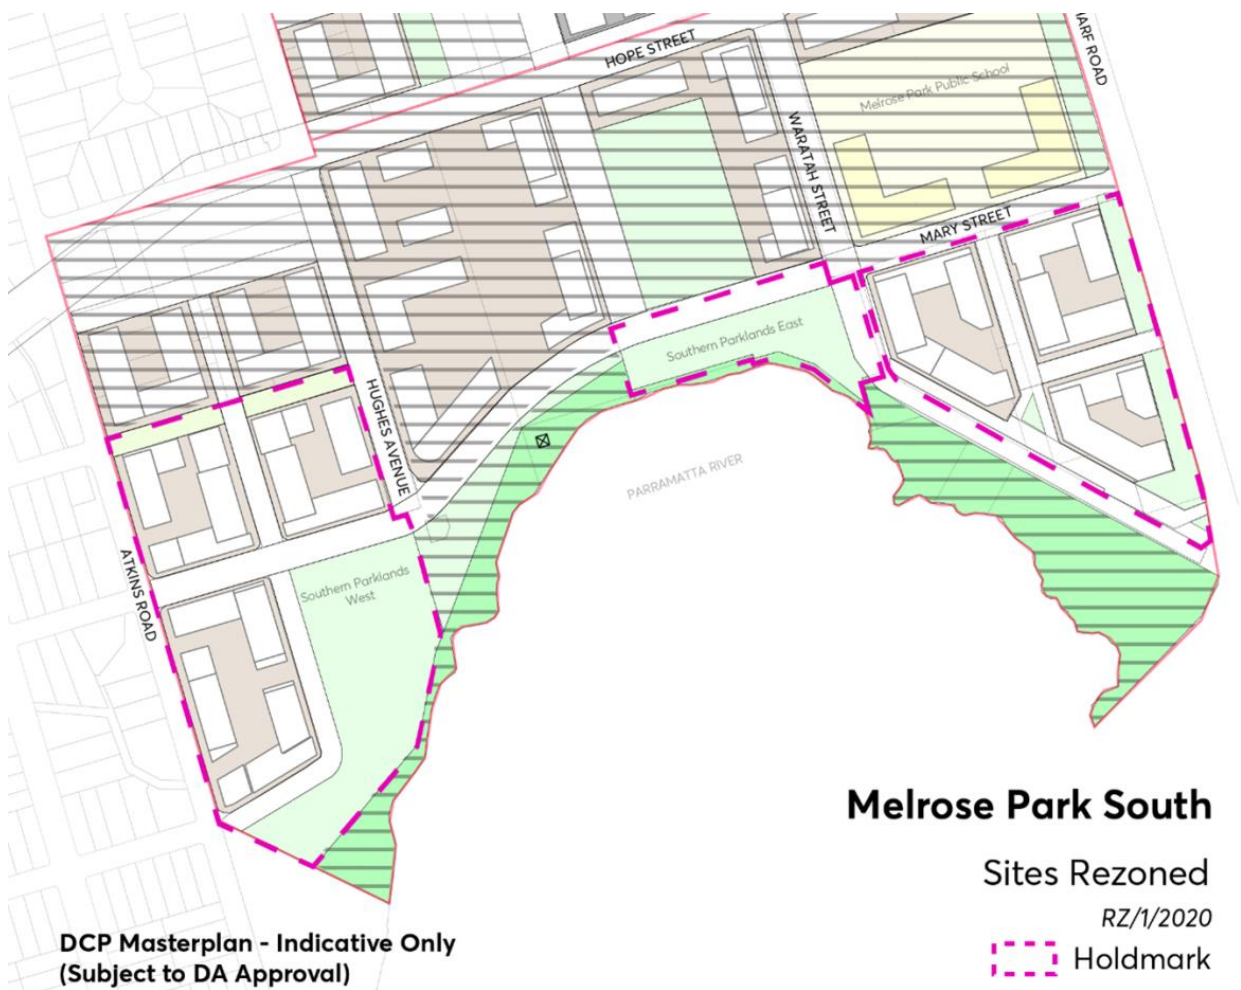 HOPE STREET
WHARF ROAD
Melrose Park Public School
WARATAH STREET
MARY STREET
Southern Parklands East
HUGHES AVENUE
PARRAMATTA RIVER
ATKINS ROAD
Southern Parklands
West
Melrose Park South
Sites Rezoned
RZ/1/2020
Holdmark
DCP Masterplan - Indicative Only
(Subject to DA Approval)